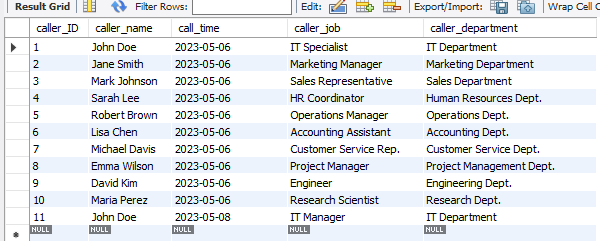 Result Grid Filter Rows: Edit: Export/Import: Wrap Cell C
caller_ID caller_name call_time caller_job caller_department
1 John Doe 2023-05-06 IT Specialist IT Department
2 Jane Smith 2023-05-06 Marketing Manager Marketing Department
3 Mark Johnson 2023-05-06 Sales Representative Sales Department
4 Sarah Lee 2023-05-06 HR Coordinator Human Resources Dept.
5 Robert Brown 2023-05-06 Operations Manager Operations Dept.
6 Lisa Chen 2023-05-06 Accounting Assistant Accounting Dept.
7 Michael Davis 2023-05-06 Customer Service Rep. Customer Service Dept.
8 Emma Wilson 2023-05-06 Project Manager Project Management Dept.
9 David Kim 2023-05-06 Engineer Engineering Dept.
10 Maria Perez 2023-05-06 Research Scientist Research Dept.
11 John Doe 2023-05-08 IT Manager IT Department
NULL NULL NULL NULL NULL